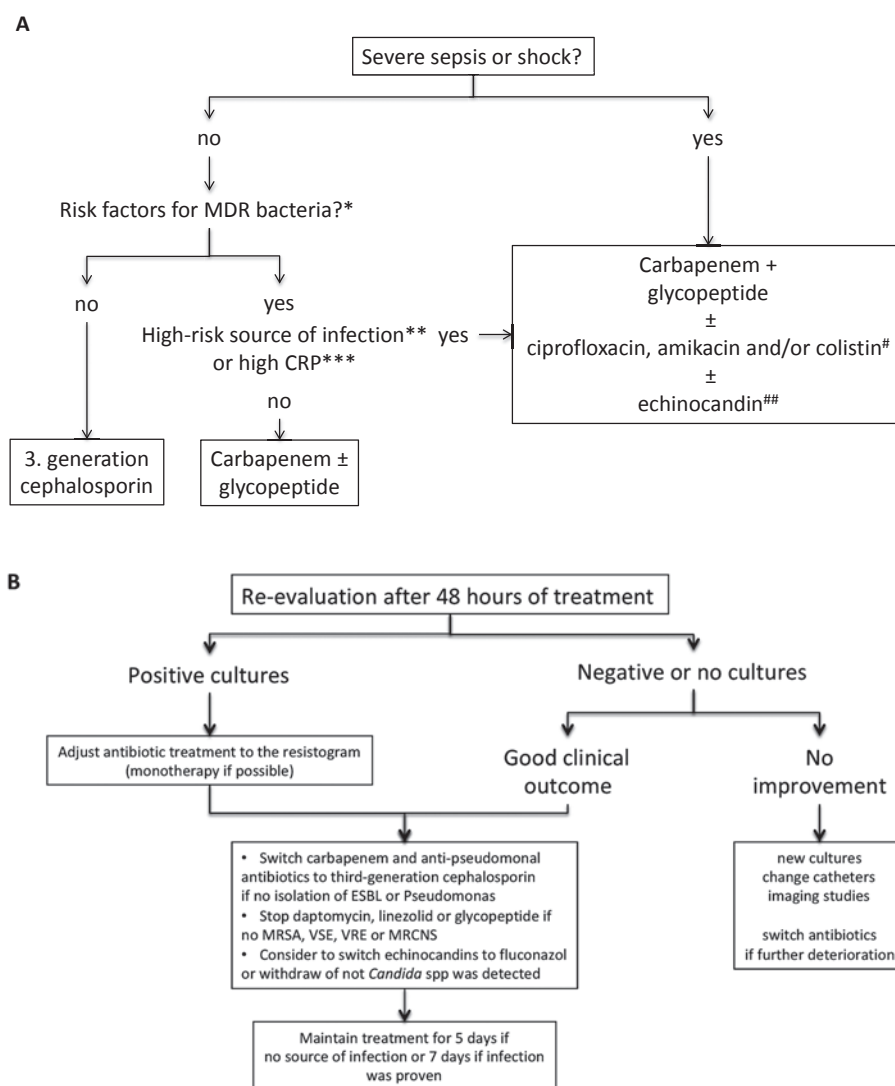 A
Severe sepsis or shock?
no
yes
Risk factors for MDR bacteria?*
no
yes
High-risk source of infection** yes
or high CRP***
no
3. generation
cephalosporin
Carbapenem ±
glycopeptide
Carbapenem +
glycopeptide
±
ciprofloxacin, amikacin and/or colistin#
±
echinocandin##
B
Re-evaluation after 48 hours of treatment
Positive cultures
Negative or no cultures
Adjust antibiotic treatment to the resistogram
(monotherapy if possible)
Good clinical
outcome
No
improvement
• Switch carbapenem and anti-pseudomonal
antibiotics to third-generation cephalosporin
if no isolation of ESBL or Pseudomonas
• Stop daptomycin, linezolid or glycopeptide if
no MRSA, VSE, VRE or MRCNS
• Consider to switch echinocandins to fluconazol
or withdraw of not Candida spp was detected
new cultures
change catheters
imaging studies
switch antibiotics
if further deterioration
Maintain treatment for 5 days if
no source of infection or 7 days if infection
was proven